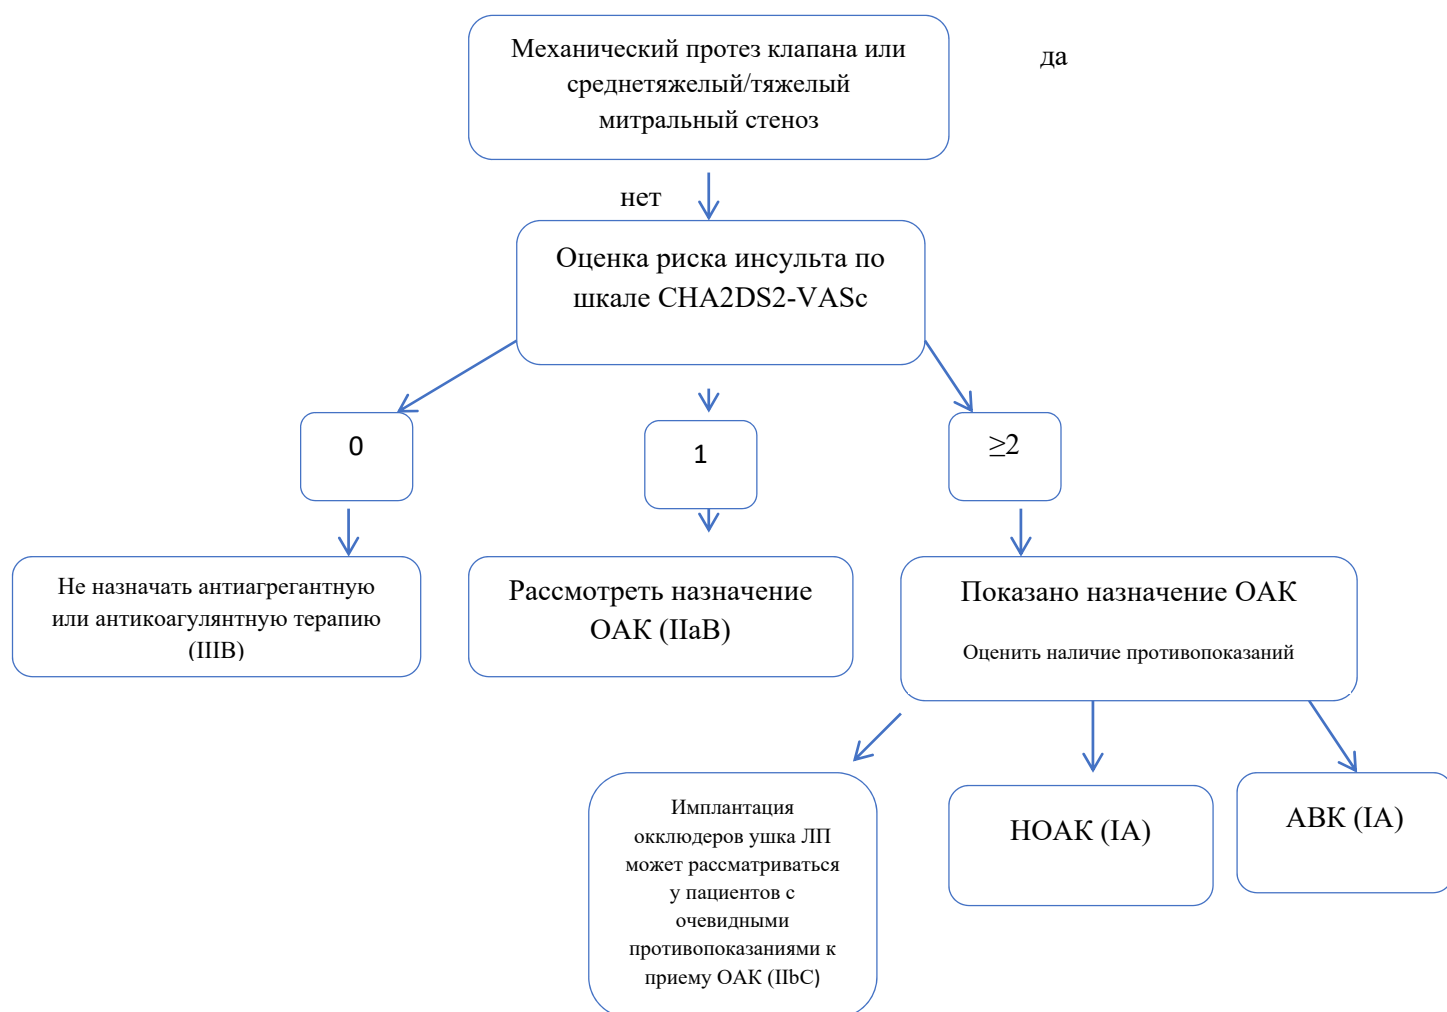 Механический протез клапана или
среднетяжелый/тяжелый
митральный стеноз
да
нет
Оценка риска инсульта по
шкале CHA2DS2-VASc
0
1
≥2
Не назначать антиагрегантную
или антикоагулянтную терапию
(IIIB)
Рассмотреть назначение
ОАК (IIaB)
Показано назначение ОАК
Оценить наличие противопоказаний
Имплантация
окклюдеров ушка ЛП
может рассматриваться
у пациентов с
очевидными
противопоказаниями к
приему ОАК (IIbC)
НОАК (IA)
АВК (IA)